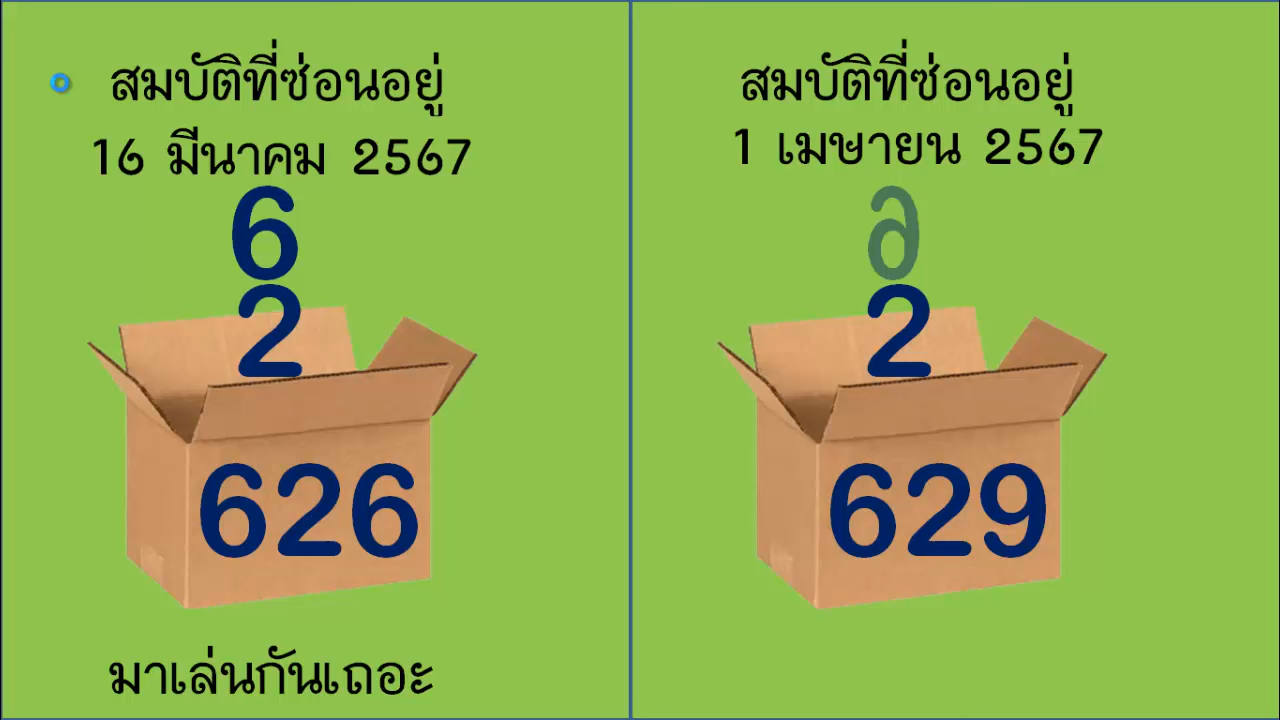 สมบัติที่ซ่อนอยู่
16 มีนาคม 2567
6
2
626
มาเล่นกันเถอะ
สมบัติที่ซ่อนอยู่
1 เมษายน 2567
2
629